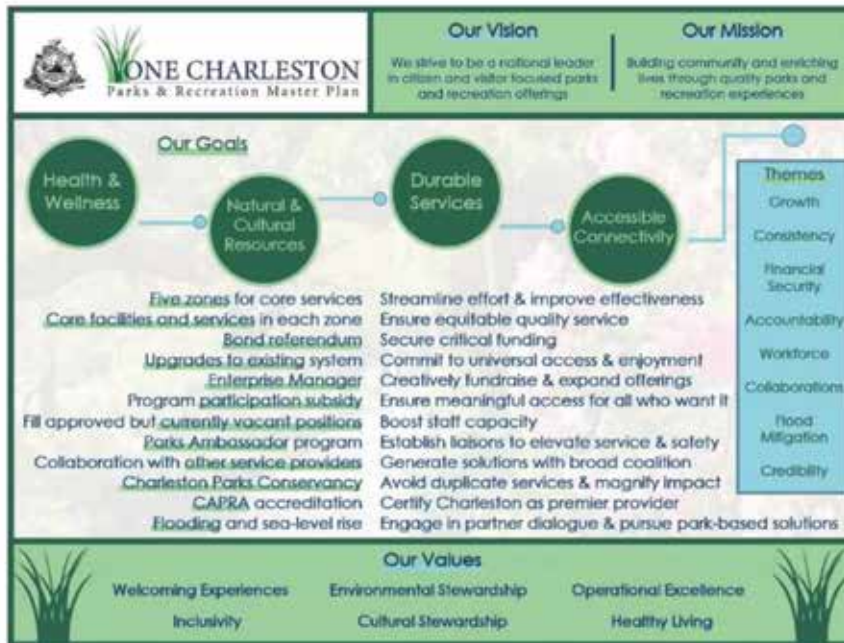 ONE CHARLESTON
Parks & Recreation Master Plan
Our Vision
We strive to be a national leader
in citizen and visitor focused parks
and recreation offerings
Our Mission
Building community and enriching
lives through quality parks and
recreation experiences
Our Goals
Health &
Wellness
Natural &
Cultural
Resources
Durable
Services
Accessible
Connectivity
Five zones for core services Streamline effort & improve effectiveness
Core facilities and services in each zone Ensure equitable quality service
Bond referendum Secure critical funding
Upgrades to existing system Commit to universal access & enjoyment
Enterprise Manager Creatively fundraise & expand offerings
Program participation subsidy Ensure meaningful access for all who want it
Fill approved but currently vacant positions Boost staff capacity
Parks Ambassador program Establish liaisons to elevate service & safety
Collaboration with other service providers Generate solutions with broad coalition
Charleston Parks Conservancy Avoid duplicate services & magnify impact
CAPRA accreditation Certify Charleston as premier provider
Flooding and sea-level rise Engage in partner dialogue & pursue park-based solutions
Themes
Growth
Consistency
Financial
Security
Accountability
Workforce
Collaborations
Flood
Mitigation
Credibility
Our Values
Welcoming Experiences Environmental Stewardship Operational Excellence
Inclusivity Cultural Stewardship Healthy Living